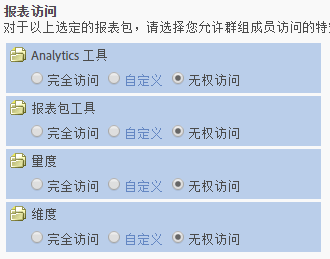 报表访问
对于以上选定的报表包，请选择您允许群组成员访问的特
Analytics 工具
完全访问 自定义 无权访问
报表包工具
完全访问 自定义 无权访问
量度
完全访问 自定义 无权访问
维度
完全访问 自定义 无权访问